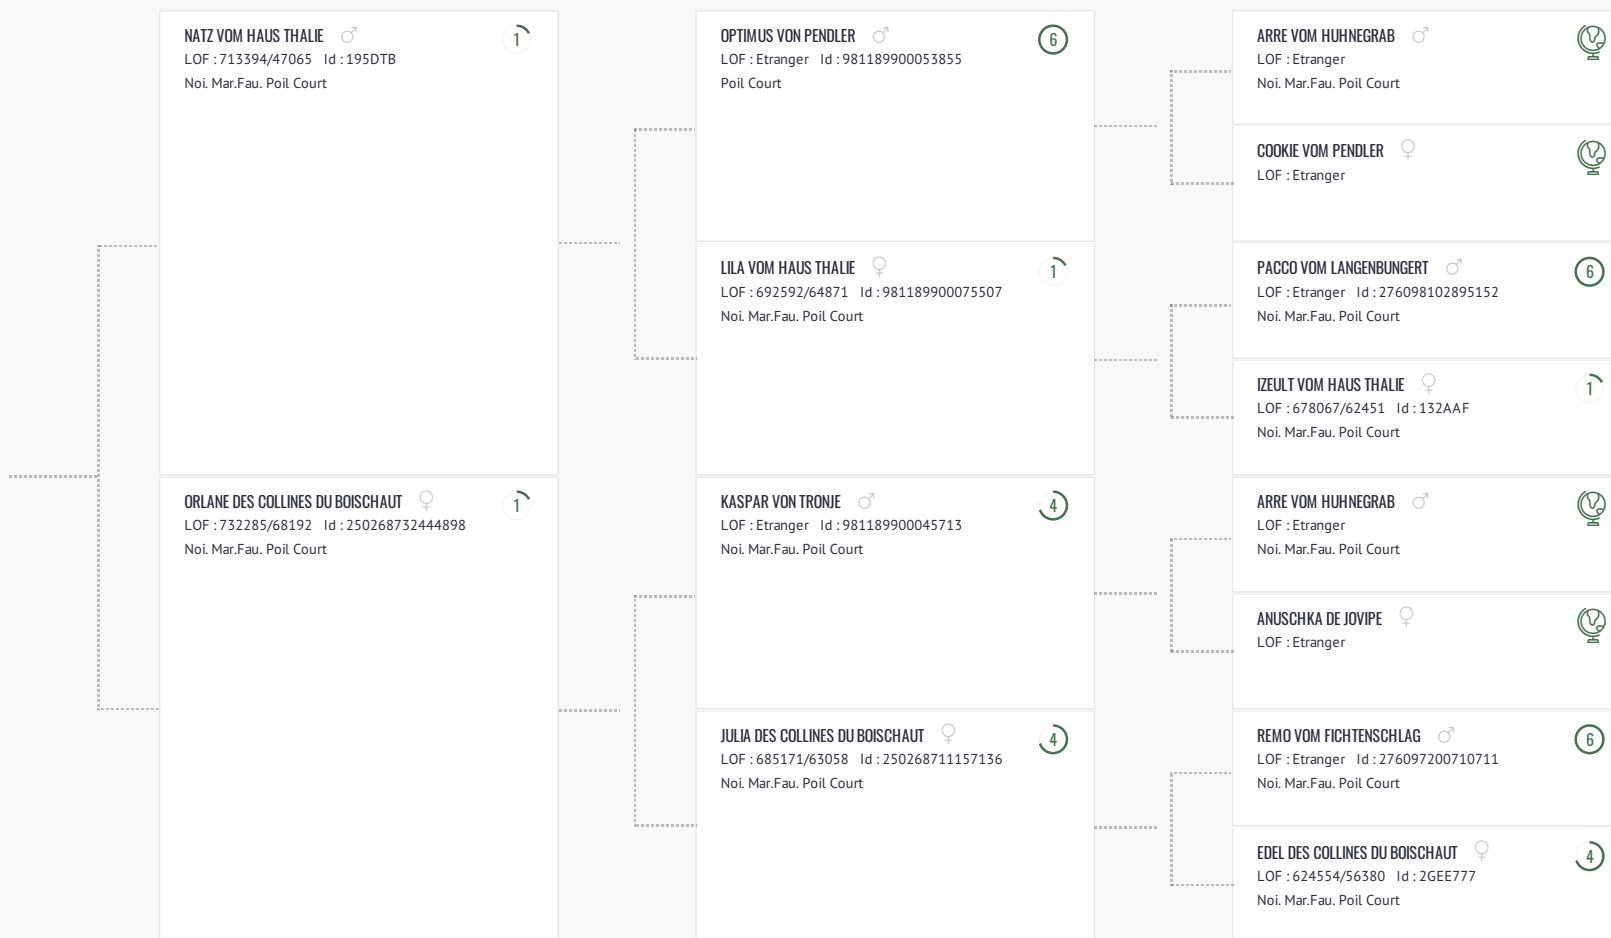 NATZ VOM HAUS THALIE
1
LOF : 713394/47065 Id : 195DTB
Noi. Mar.Fau. Poil Court
ORLANE DES COLLINES DU BOISCHAUT
1
LOF : 732285/68192 Id : 250268732444898
Noi. Mar.Fau. Poil Court
OPTIMUS VON PENDLER
6
LOF : Etranger Id : 981189900053855
Poil Court
LILA VOM HAUS THALIE
1
LOF : 692592/64871 Id : 981189900075507
Noi. Mar.Fau. Poil Court
KASPAR VON TRONJE
4
LOF : Etranger Id : 981189900045713
Noi. Mar.Fau. Poil Court
JULIA DES COLLINES DU BOISCHAUT
4
LOF : 685171/63058 Id : 250268711157136
Noi. Mar.Fau. Poil Court
ARRE VOM HUHNEGRAB
LOF : Etranger
Noi. Mar.Fau. Poil Court
COOKIE VOM PENDLER
LOF : Etranger
PACCO VOM LANGENBUNGERT
6
LOF : Etranger Id : 276098102895152
Noi. Mar.Fau. Poil Court
IZEULT VOM HAUS THALIE
1
LOF : 678067/62451 Id : 132AAF
Noi. Mar.Fau. Poil Court
ARRE VOM HUHNEGRAB
LOF : Etranger
Noi. Mar.Fau. Poil Court
ANUSCHKA DE JOVIPE
LOF : Etranger
REMO VOM FICHTENSCHLAG
6
LOF : Etranger Id : 276097200710711
Noi. Mar.Fau. Poil Court
EDEL DES COLLINES DU BOISCHAUT
4
LOF : 624554/56380 Id : 2GEE777
Noi. Mar.Fau. Poil Court